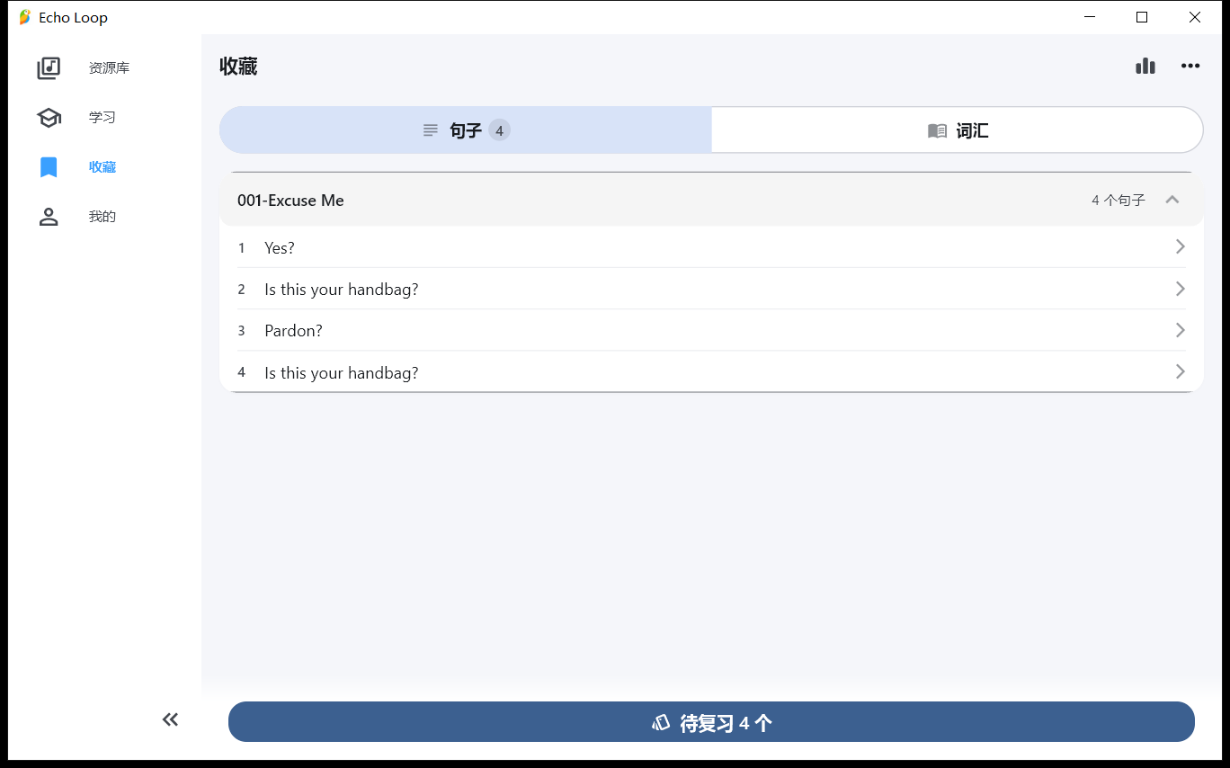 Echo Loop
资源库
学习
收藏
我的
收藏
句子 4
词汇
001-Excuse Me 4 个句子
1 Yes?
2 Is this your handbag?
3 Pardon?
4 Is this your handbag?
待复习 4 个